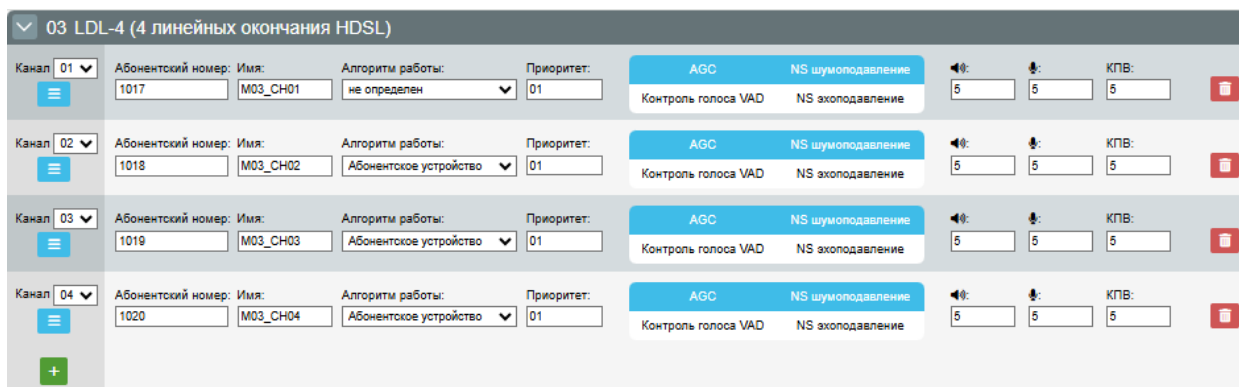 03 LDL-4 (4 линейных окончания HDSL)
Канал 01 Абонентский номер: Имя: Алгоритм работы: Приоритет: AGC NS шумоподавление : : КПВ:
1017 M03_CH01 не определен 01 Контроль голоса VAD NS эхоподавление 5 5 5
Канал 02 Абонентский номер: Имя: Алгоритм работы: Приоритет: AGC NS шумоподавление : : КПВ:
1018 M03_CH02 Абонентское устройство 01 Контроль голоса VAD NS эхоподавление 5 5 5
Канал 03 Абонентский номер: Имя: Алгоритм работы: Приоритет: AGC NS шумоподавление : : КПВ:
1019 M03_CH03 Абонентское устройство 01 Контроль голоса VAD NS эхоподавление 5 5 5
Канал 04 Абонентский номер: Имя: Алгоритм работы: Приоритет: AGC NS шумоподавление : : КПВ:
1020 M03_CH04 Абонентское устройство 01 Контроль голоса VAD NS эхоподавление 5 5 5
+